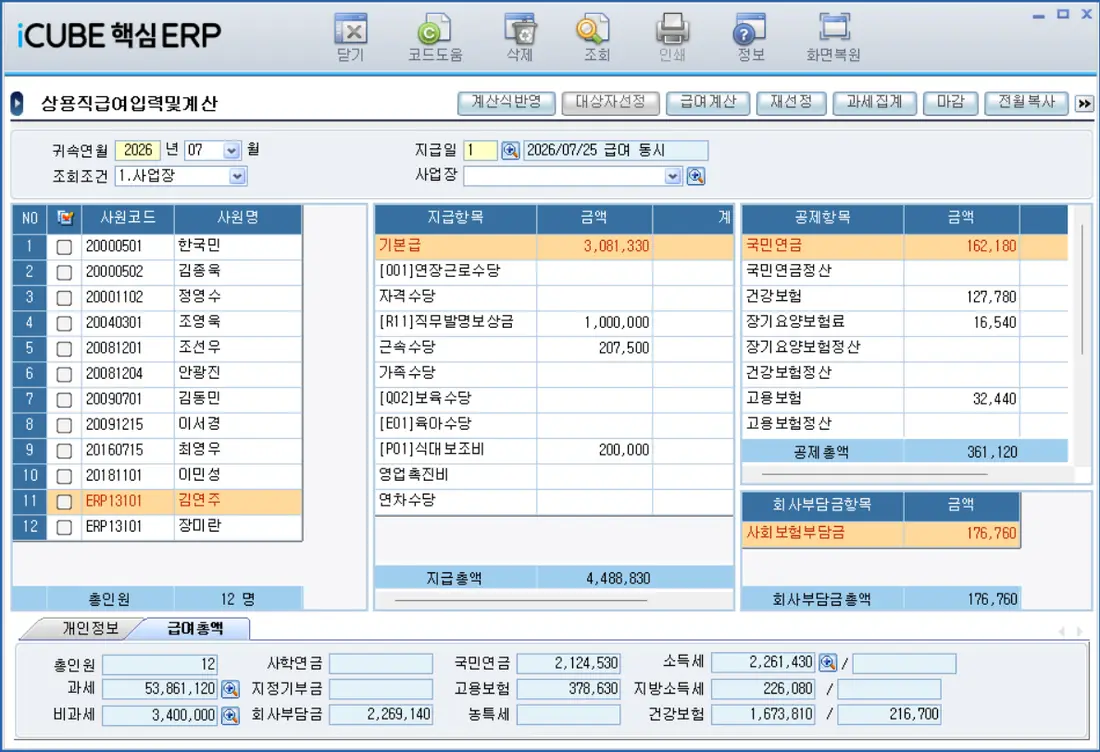 iCUBE 핵심 ERP
닫기 코드도움 삭제 조회 인쇄 정보 화면복원
상용직급여입력및계산
계산식반영 대상자선정 급여계산 재선정 과세집계 마감 전월복사
귀속연월 2026 년 07 월 지급일 1 2026/07/25 급여 동시
조회조건 1.사업장 사업장
NO 사원코드 사원명
1 20000501 한국민
2 20000502 김종욱
3 20001102 정영수
4 20040301 조영욱
5 20081201 조선우
6 20081204 안광진
7 20090701 김동민
8 20091215 이서경
9 20160715 최영우
10 20181101 이민성
11 ERP13101 김연주
12 ERP13I01 장미란
총인원 12 명
지급항목 금액 계
기본급 3,081,330
[001]연장근로수당
자격수당
[R11]직무발명보상금 1,000,000
근속수당 207,500
가족수당
[Q02]보육수당
[E01]육아수당
[P01]식대보조비 200,000
영업촉진비
연차수당
지급총액 4,488,830
공제항목 금액
국민연금 162,180
국민연금정산
건강보험 127,780
장기요양보험료 16,540
장기요양보험정산
건강보험정산
고용보험 32,440
고용보험정산
공제총액 361,120
회사부담금항목 금액
사회보험부담금 176,760
회사부담금총액 176,760
개인정보 급여총액
총인원 12 사학연금 국민연금 2,124,530 소득세 2,261,430 /
과세 53,861,120 지정기부금 고용보험 378,630 지방소득세 226,080 /
비과세 3,400,000 회사부담금 2,269,140 농특세 건강보험 1,673,810 / 216,700